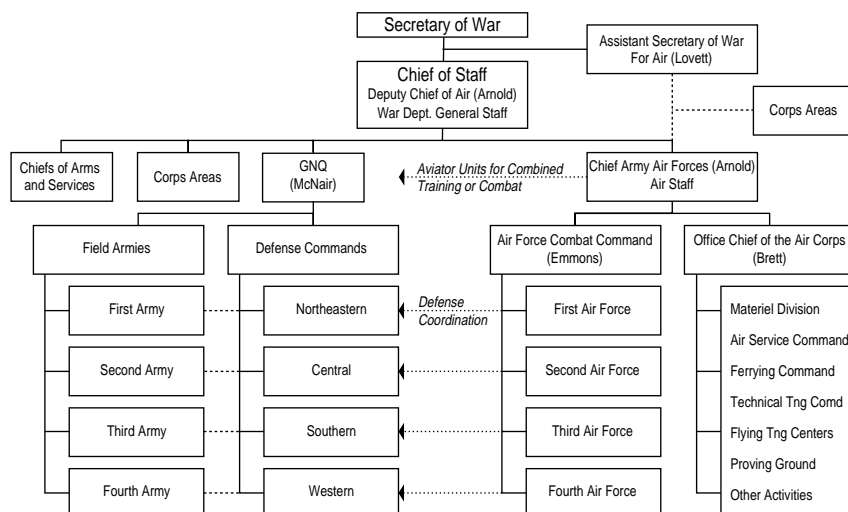 Secretary of War
Assistant Secretary of War
For Air (Lovett)
Chief of Staff
Deputy Chief of Air (Arnold)
War Dept. General Staff
Corps Areas
Chiefs of Arms
and Services
Corps Areas
GNQ
(McNair)
Aviator Units for Combined
Training or Combat
Chief Army Air Forces (Arnold)
Air Staff
Field Armies
Defense Commands
Air Force Combat Command
(Emmons)
Office Chief of the Air Corps
(Brett)
First Army
Northeastern
Defense
Coordination
First Air Force
Materiel Division
Air Service Command
Second Army
Central
Second Air Force
Ferrying Command
Technical Tng Comd
Third Army
Southern
Third Air Force
Flying Tng Centers
Proving Ground
Fourth Army
Western
Fourth Air Force
Other Activities